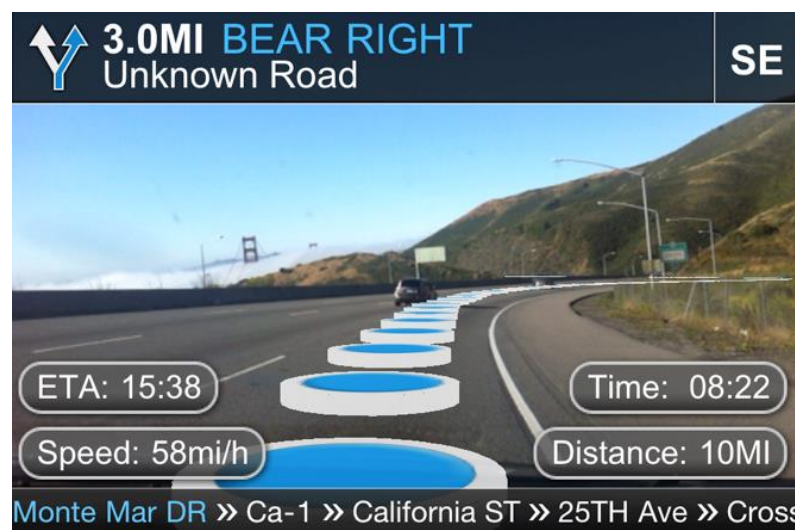 3.0MI BEAR RIGHT
Unknown Road
SE
ETA: 15:38
Time: 08:22
Speed: 58mi/h
Distance: 10MI
Monte Mar DR » Ca-1 » California ST » 25TH Ave » Cross